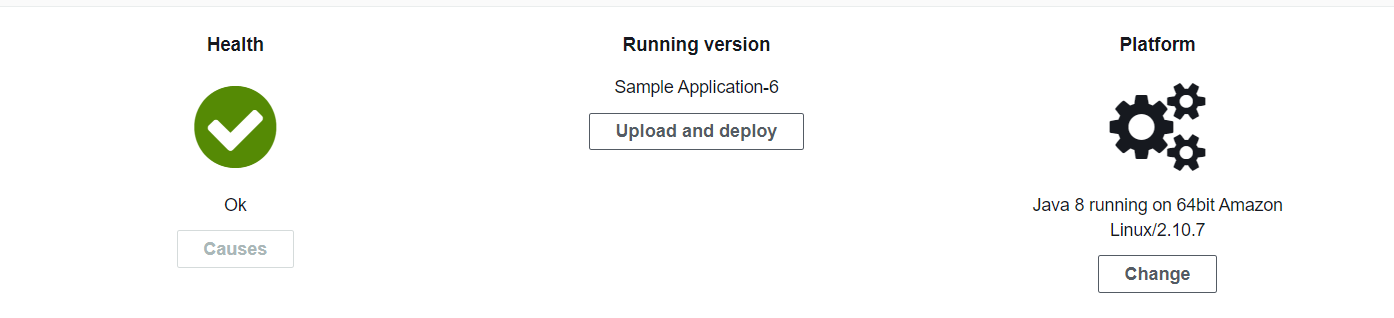 Health
Ok
Causes
Running version
Sample Application-6
Upload and deploy
Platform
Java 8 running on 64bit Amazon
Linux/2.10.7
Change